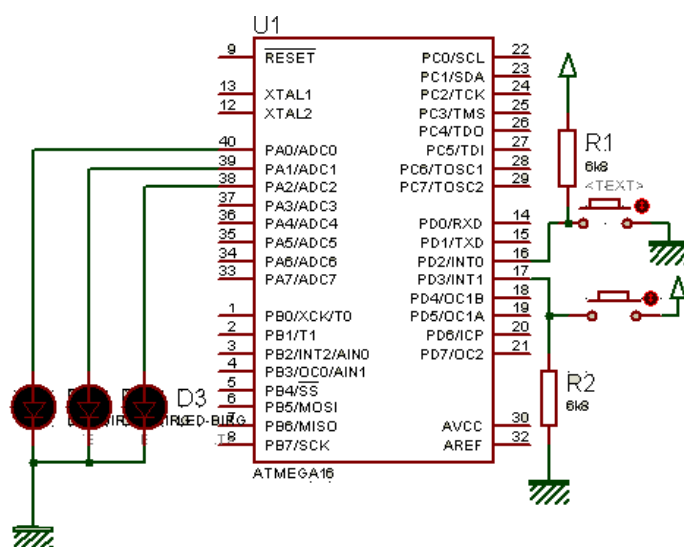 U1
9 RESET
13 XTAL1
12 XTAL2
40 PA0/ADC0
39 PA1/ADC1
38 PA2/ADC2
37 PA3/ADC3
36 PA4/ADC4
35 PA5/ADC5
34 PA6/ADC6
33 PA7/ADC7
1 PB0/XCK/T0
2 PB1/T1
3 PB2/INT2/AIN0
4 PB3/OC0/AIN1
5 PB4/SS
6 PB5/MOSI
7 PB6/MISO
8 PB7/SCK
PC0/SCL 22
PC1/SDA 23
PC2/TCK 24
PC3/TMS 25
PC4/TDO 26
PC5/TDI 27
PC6/TOSC1 28
PC7/TOSC2 29
PD0/RXD 14
PD1/TXD 15
PD2/INT0 16
PD3/INT1 17
PD4/OC1B 18
PD5/OC1A 19
PD6/ICP 20
PD7/OC2 21
AVCC 30
AREF 32
ATMEGA16
D3
LED-BIRG
R1
6k8
<TEXT>
R2
6k8